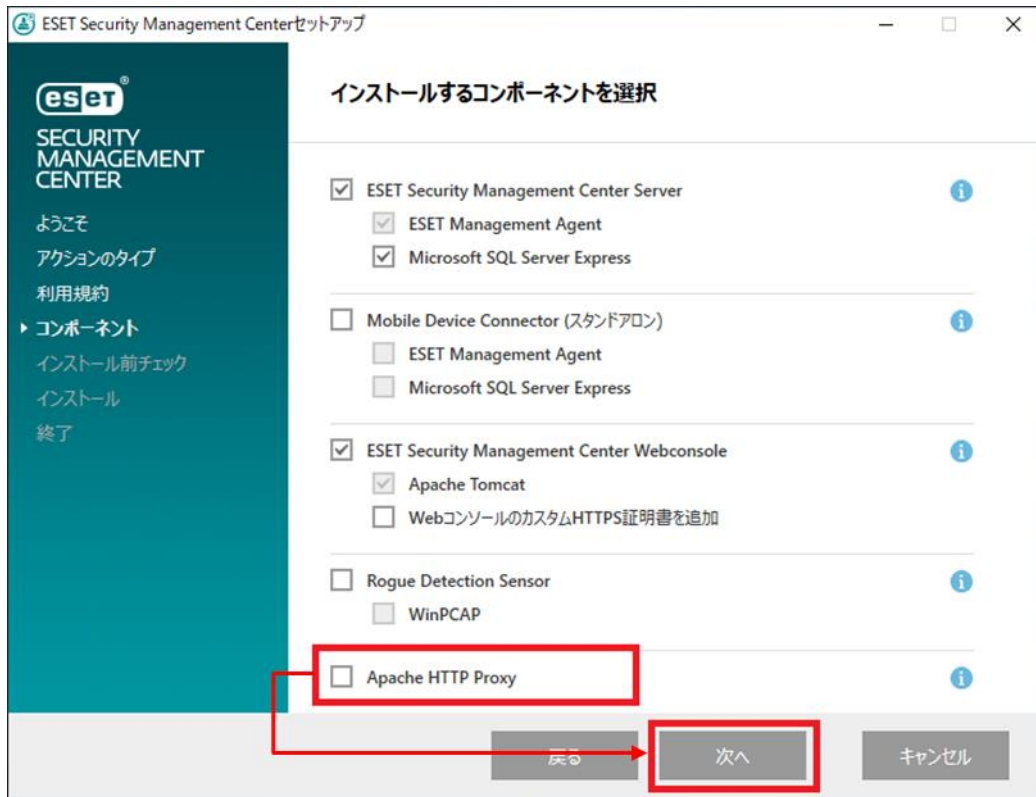 ESET Security Management Centerセットアップ
eset®
SECURITY
MANAGEMENT
CENTER
ようこそ
アクションのタイプ
利用規約
コンポーネント
インストール前チェック
インストール
終了
インストールするコンポーネントを選択
ESET Security Management Center Server
ESET Management Agent
Microsoft SQL Server Express
Mobile Device Connector (スタンドアロン)
ESET Management Agent
Microsoft SQL Server Express
ESET Security Management Center Webconsole
Apache Tomcat
WebコンソールのカスタムHTTPS証明書を追加
Rogue Detection Sensor
WinPCAP
Apache HTTP Proxy
戻る
次へ
キャンセル